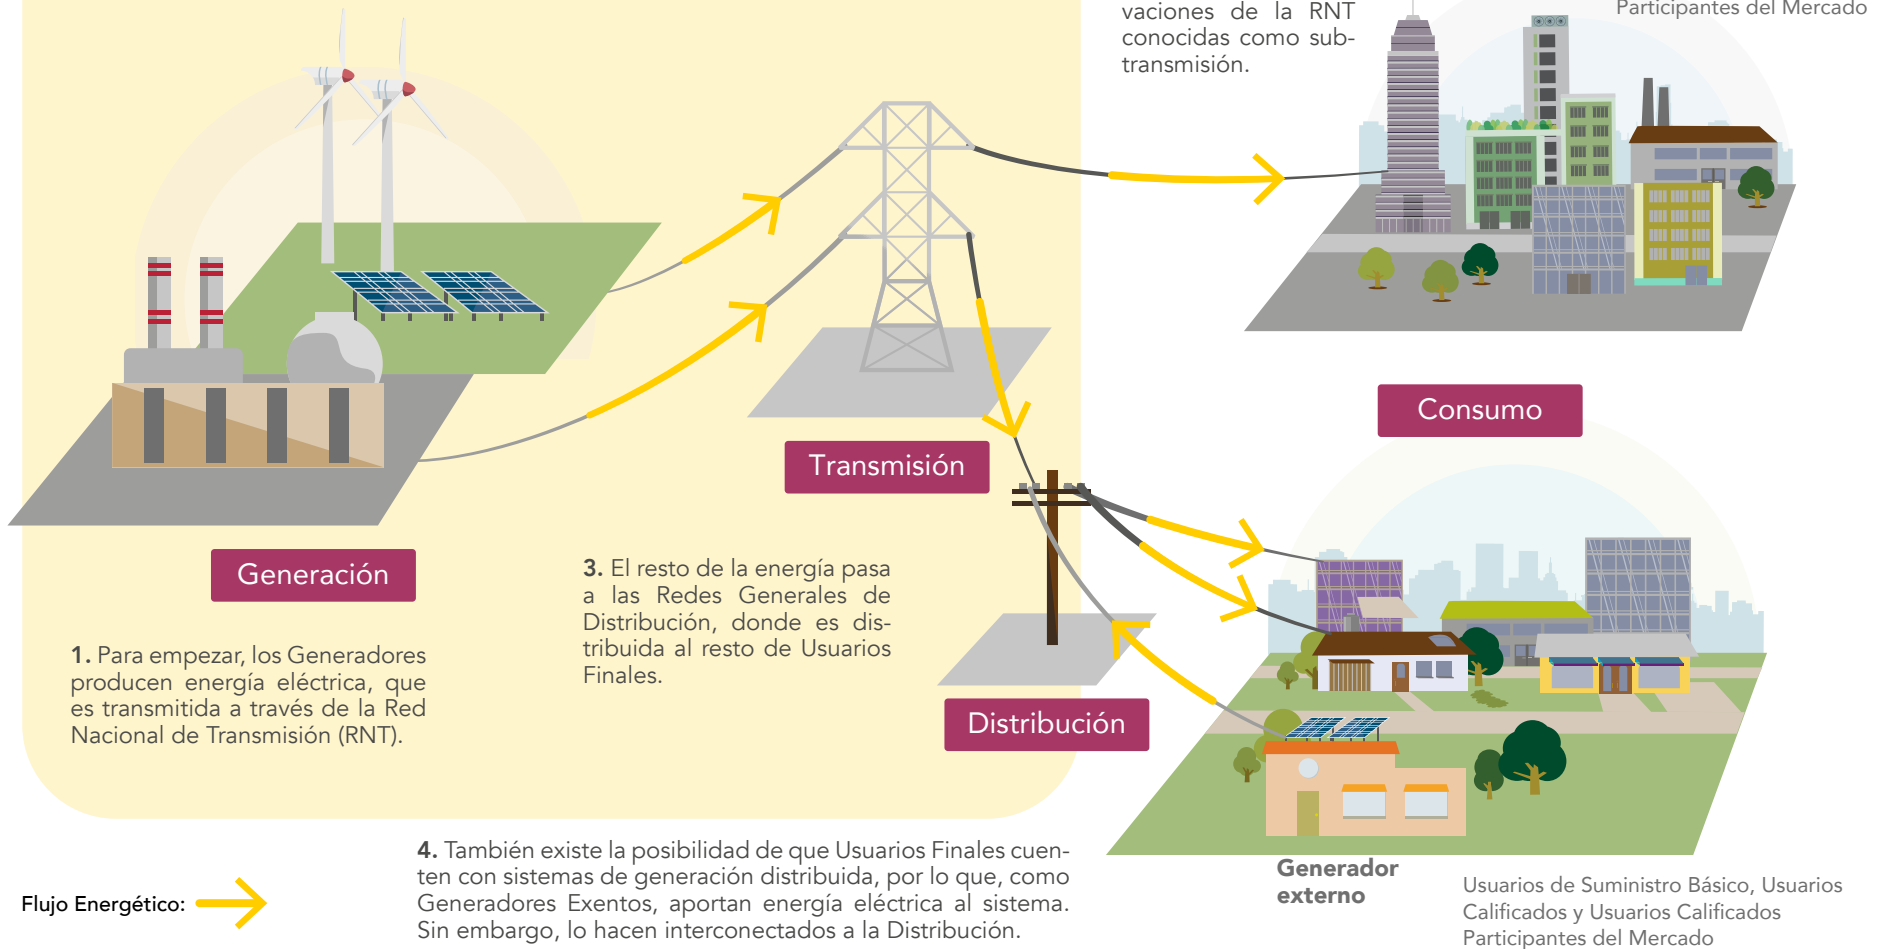 vaciones de la RNT
conocidas como sub-
transmisión.
Participantes del Mercado
Consumo
Transmisión
Generación
1. Para empezar, los Generadores
producen energía eléctrica, que
es transmitida a través de la Red
Nacional de Transmisión (RNT).
3. El resto de la energía pasa
a las Redes Generales de
Distribución, donde es dis-
tribuida al resto de Usuarios
Finales.
Distribución
4. También existe la posibilidad de que Usuarios Finales cuen-
ten con sistemas de generación distribuida, por lo que, como
Generadores Exentos, aportan energía eléctrica al sistema.
Sin embargo, lo hacen interconectados a la Distribución.
Flujo Energético:
Generador
externo
Usuarios de Suministro Básico, Usuarios
Calificados y Usuarios Calificados
Participantes del Mercado